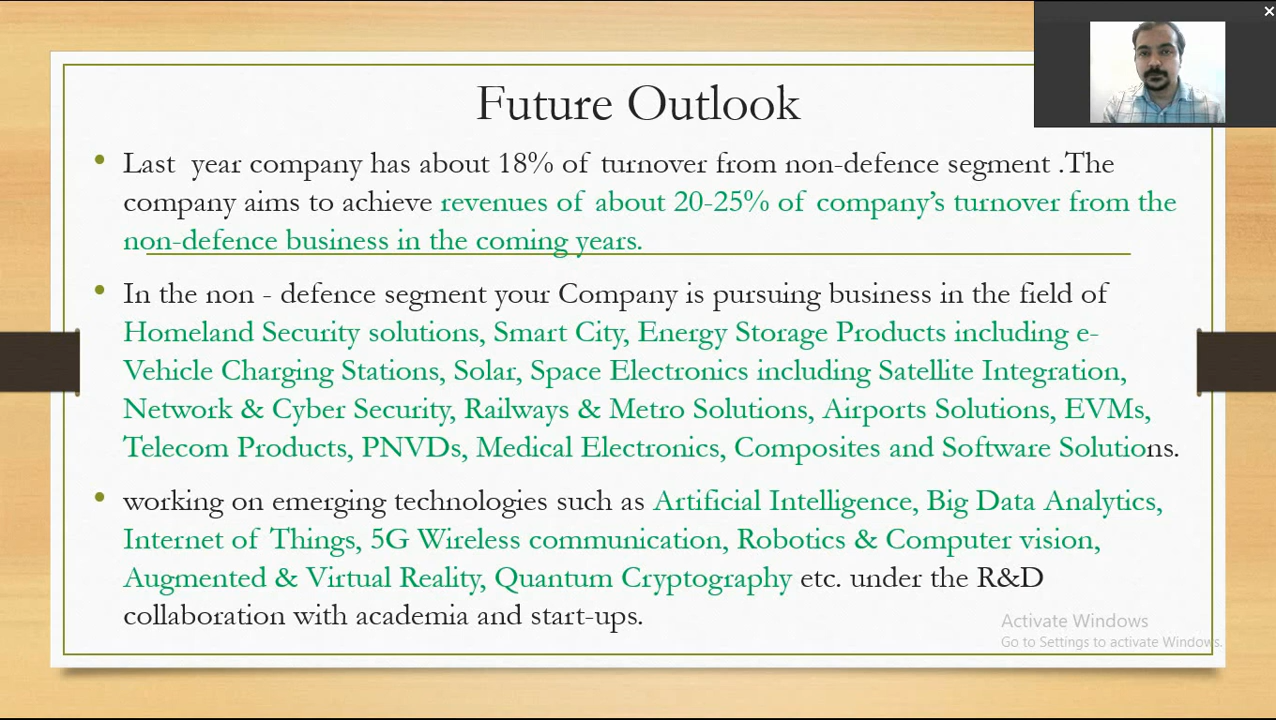 Future Outlook
• Last  year company has about 18% of turnover from non-defence segment .The
company aims to achieve revenues of about 20-25% of company’s turnover from the
non-defence business in the coming years.
• In the non - defence segment your Company is pursuing business in the field of
Homeland Security solutions, Smart City, Energy Storage Products including e-
Vehicle Charging Stations, Solar, Space Electronics including Satellite Integration,
Network & Cyber Security, Railways & Metro Solutions, Airports Solutions, EVMs,
Telecom Products, PNVDs, Medical Electronics, Composites and Software Solutions.
• working on emerging technologies such as Artificial Intelligence, Big Data Analytics,
Internet of Things, 5G Wireless communication, Robotics & Computer vision,
Augmented & Virtual Reality, Quantum Cryptography etc. under the R&D
collaboration with academia and start-ups.
Activate Windows
Go to Settings to activate Windows.